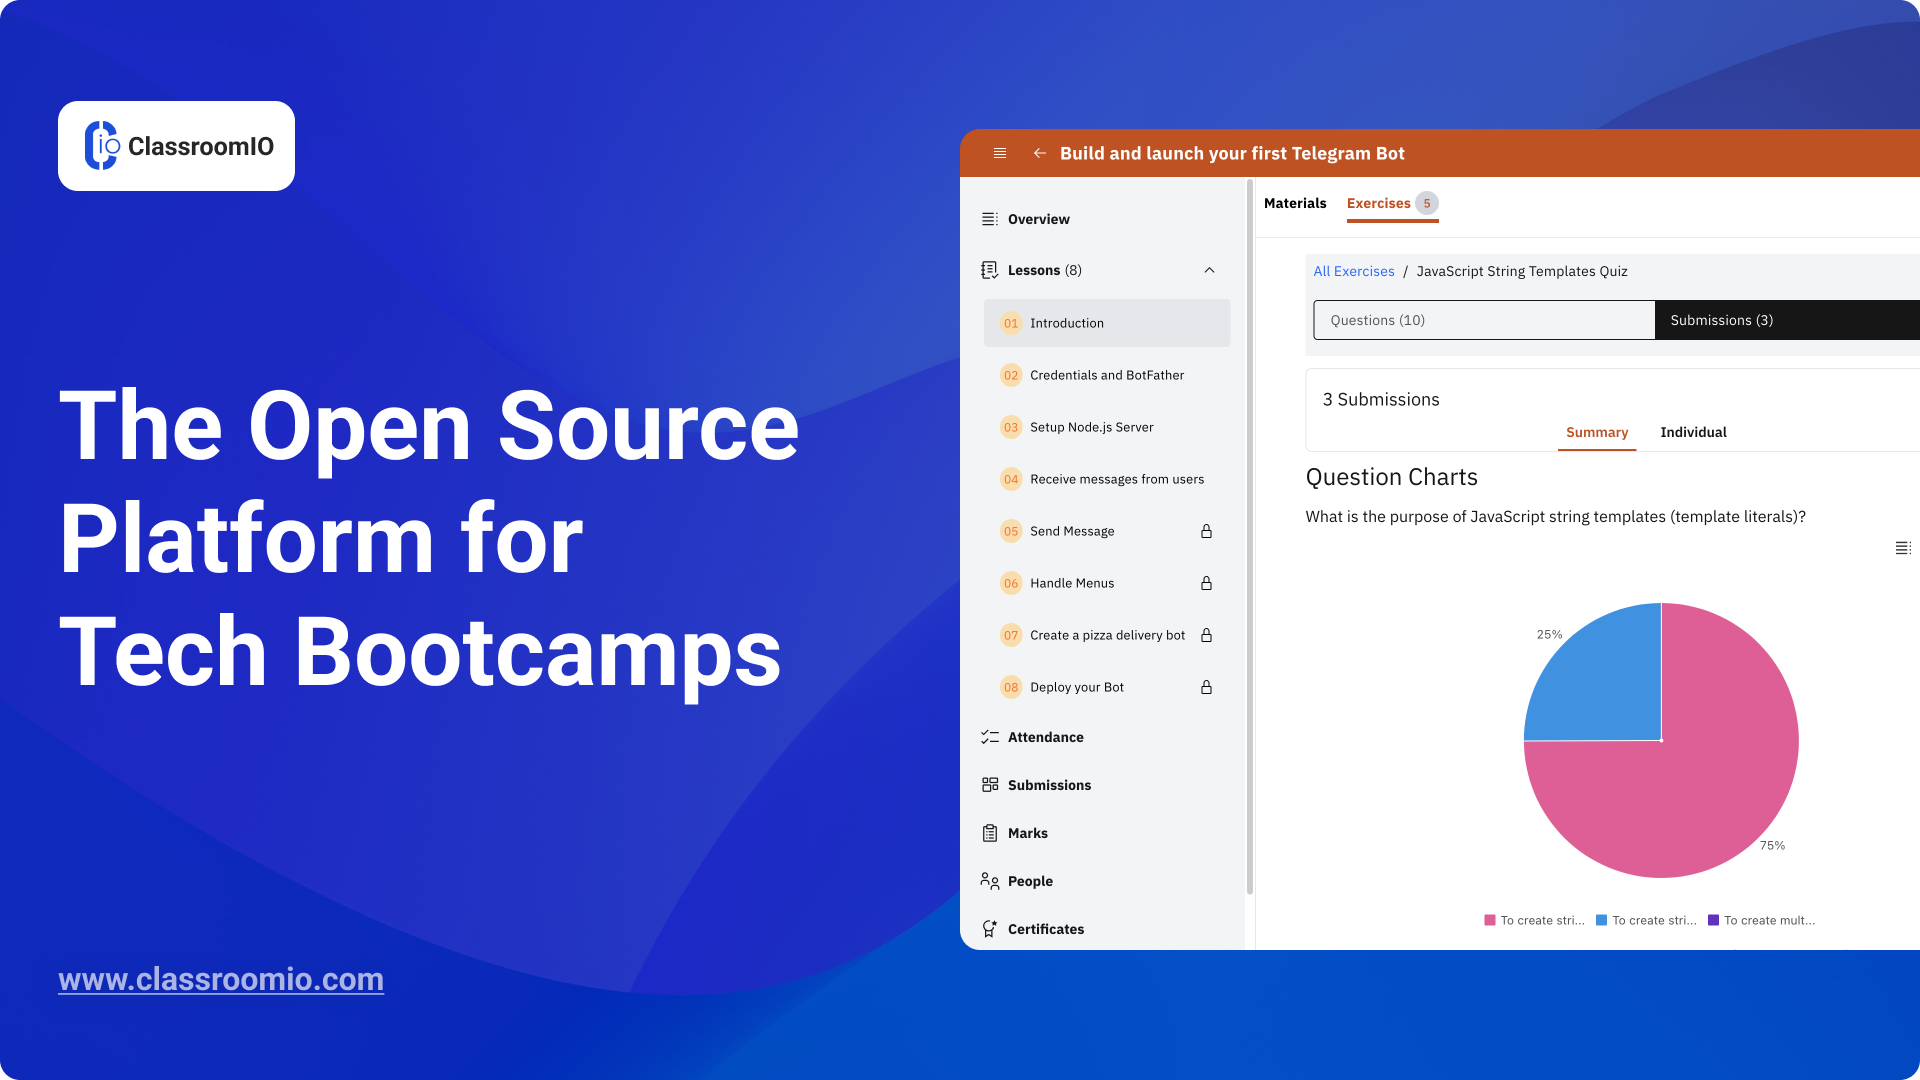 ClassroomIO
The Open Source
Platform for
Tech Bootcamps
www.classroomio.com
Build and launch your first Telegram Bot
Overview
Lessons (8)
01 Introduction
02 Credentials and BotFather
03 Setup Node.js Server
04 Receive messages from users
05 Send Message
06 Handle Menus
07 Create a pizza delivery bot
08 Deploy your Bot
Attendance
Submissions
Marks
People
Certificates
Materials Exercises 5
All Exercises / JavaScript String Templates Quiz
Questions (10) Submissions (3)
3 Submissions
Summary Individual
Question Charts
What is the purpose of JavaScript string templates (template literals)?
25%
75%
To create stri... To create stri... To create mult...